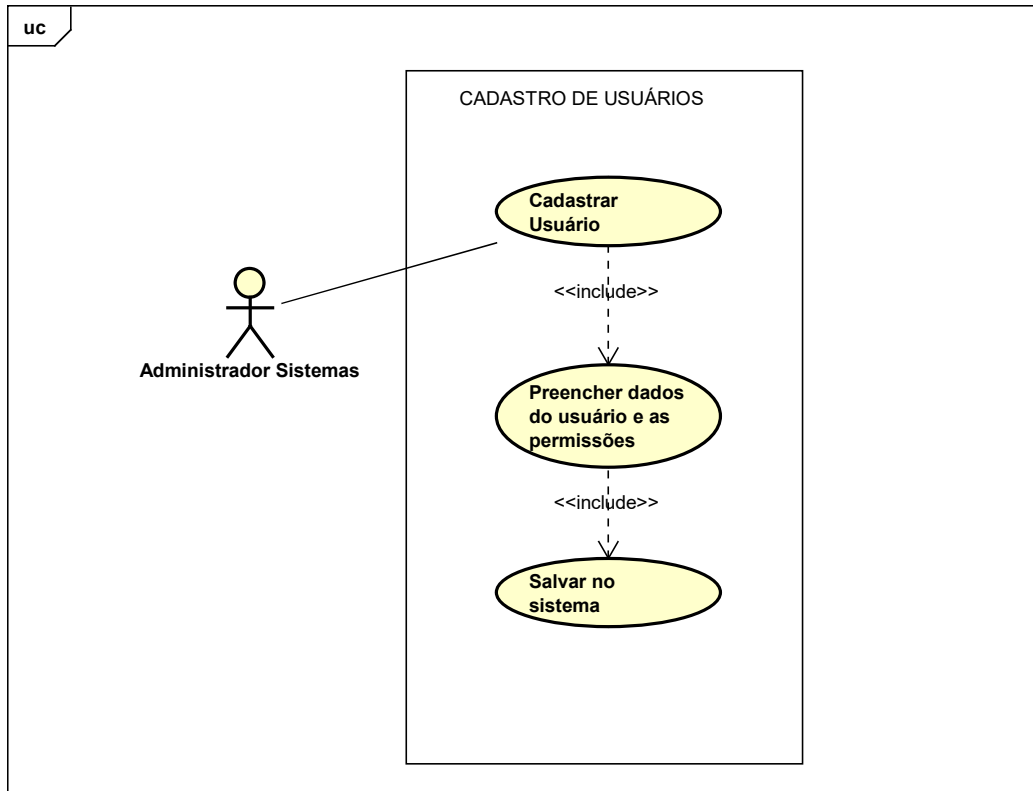 uc
CADASTRO DE USUÁRIOS
Cadastrar
Usuário
<<include>>
Administrador Sistemas
Preencher dados
do usuário e as
permissões
<<include>>
Salvar no
sistema